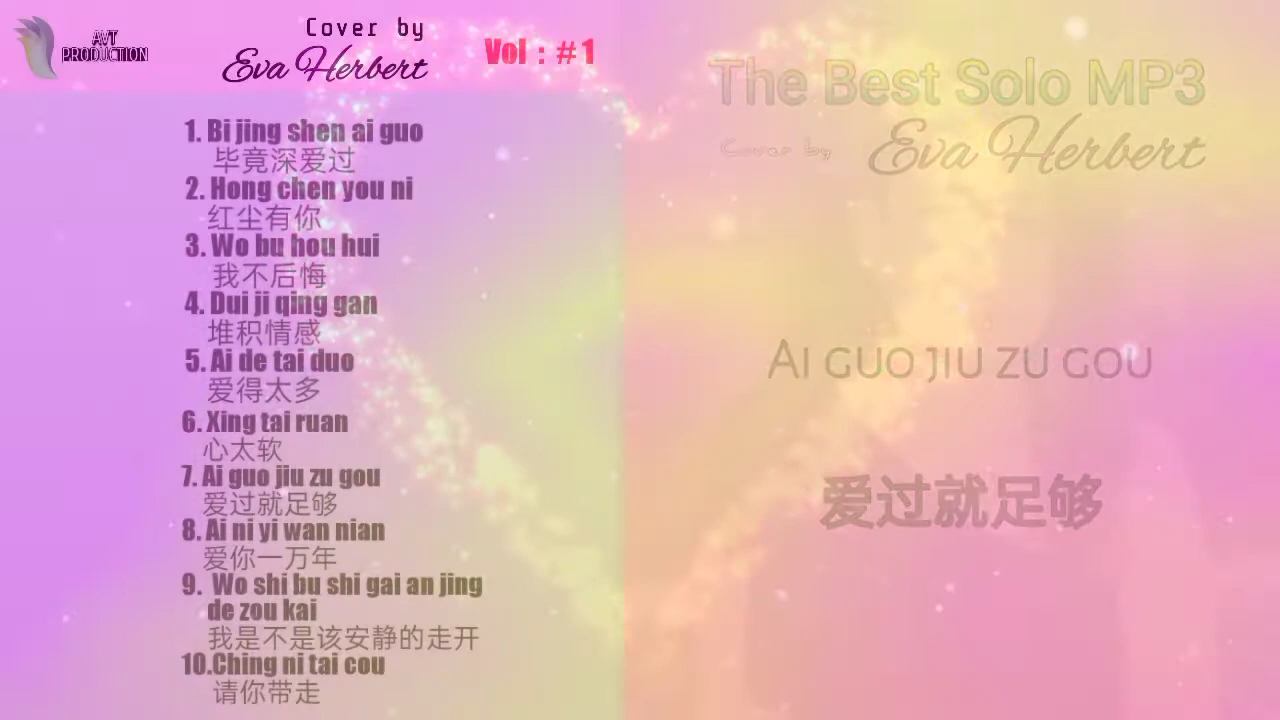 AVT
PRODUCTION
Cover by
Eva Herbert
Vol : #1
1. Bi jing shen ai guo
毕竟深爱过
2. Hong chen you ni
红尘有你
3. Wo bu hou hui
我不后悔
4. Dui ji qing gan
堆积情感
5. Ai de tai duo
爱得太多
6. Xing tai ruan
心太软
7. Ai guo jiu zu gou
爱过就足够
8. Ai ni yi wan nian
爱你一万年
9. Wo shi bu shi gai an jing
de zou kai
我是不是该安静的走开
10.Ching ni tai cou
请你带走
The Best Solo MP3
Cover by Eva Herbert
Ai guo jiu zu gou
爱过就足够